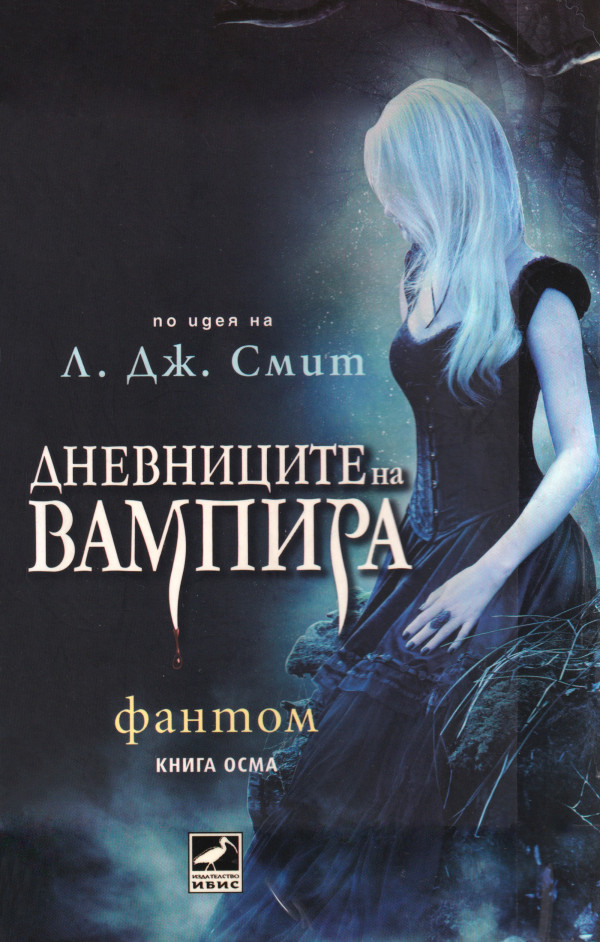 по идея на
Л. Дж. Смит
ДНЕВНИЦИТЕ на
ВАМПИРА
фантом
КНИГА ОСМА
ИЗДАТЕЛСТВО
ИБИС